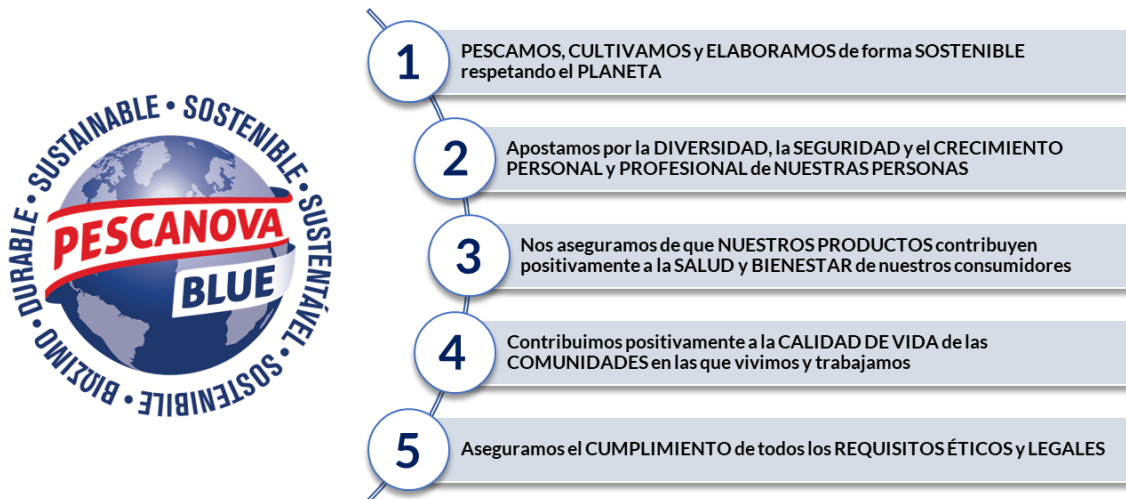 SUSTAINABLE • SOSTENIBLE • SUSTENTÁVEL • SOSTENIBILE • ΒΙΩΣΙΜΟ • DURABLE •
PESCANOVA
BLUE
1
PESCAMOS, CULTIVAMOS y ELABORAMOS de forma SOSTENIBLE
respetando el PLANETA
2
Apostamos por la DIVERSIDAD, la SEGURIDAD y el CRECIMIENTO
PERSONAL y PROFESIONAL de NUESTRAS PERSONAS
3
Nos aseguramos de que NUESTROS PRODUCTOS contribuyen
positivamente a la SALUD y BIENESTAR de nuestros consumidores
4
Contribuimos positivamente a la CALIDAD DE VIDA de las
COMUNIDADES en las que vivimos y trabajamos
5
Aseguramos el CUMPLIMIENTO de todos los REQUISITOS ÉTICOS y LEGALES